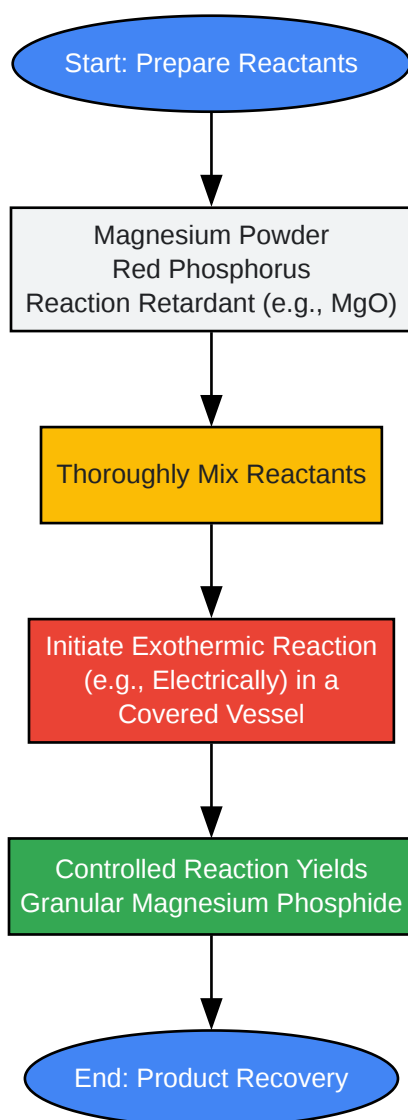 Start: Prepare Reactants
Magnesium Powder
Red Phosphorus
Reaction Retardant (e.g., MgO)
Thoroughly Mix Reactants
Initiate Exothermic Reaction
(e.g., Electrically) in a
Covered Vessel
Controlled Reaction Yields
Granular Magnesium Phosphide
End: Product Recovery